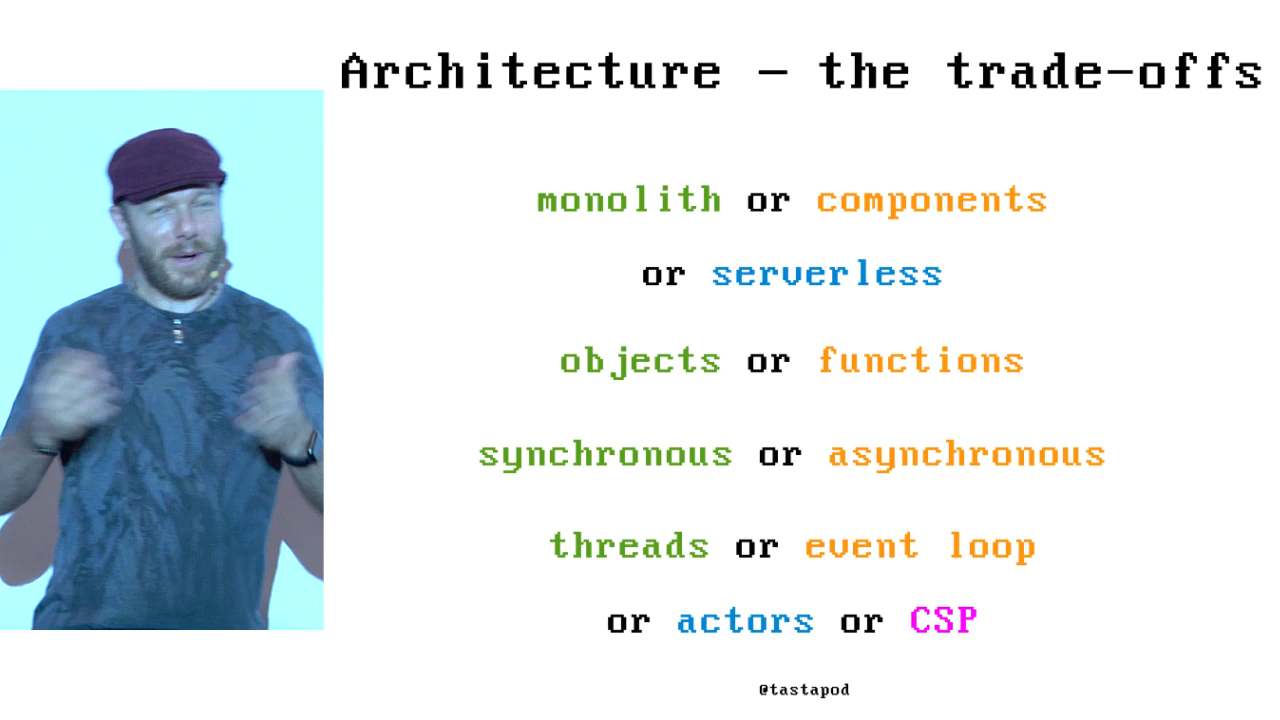 Architecture - the trade-offs
monolith or components
or serverless
objects or functions
synchronous or asynchronous
threads or event loop
or actors or CSP
@tastapod